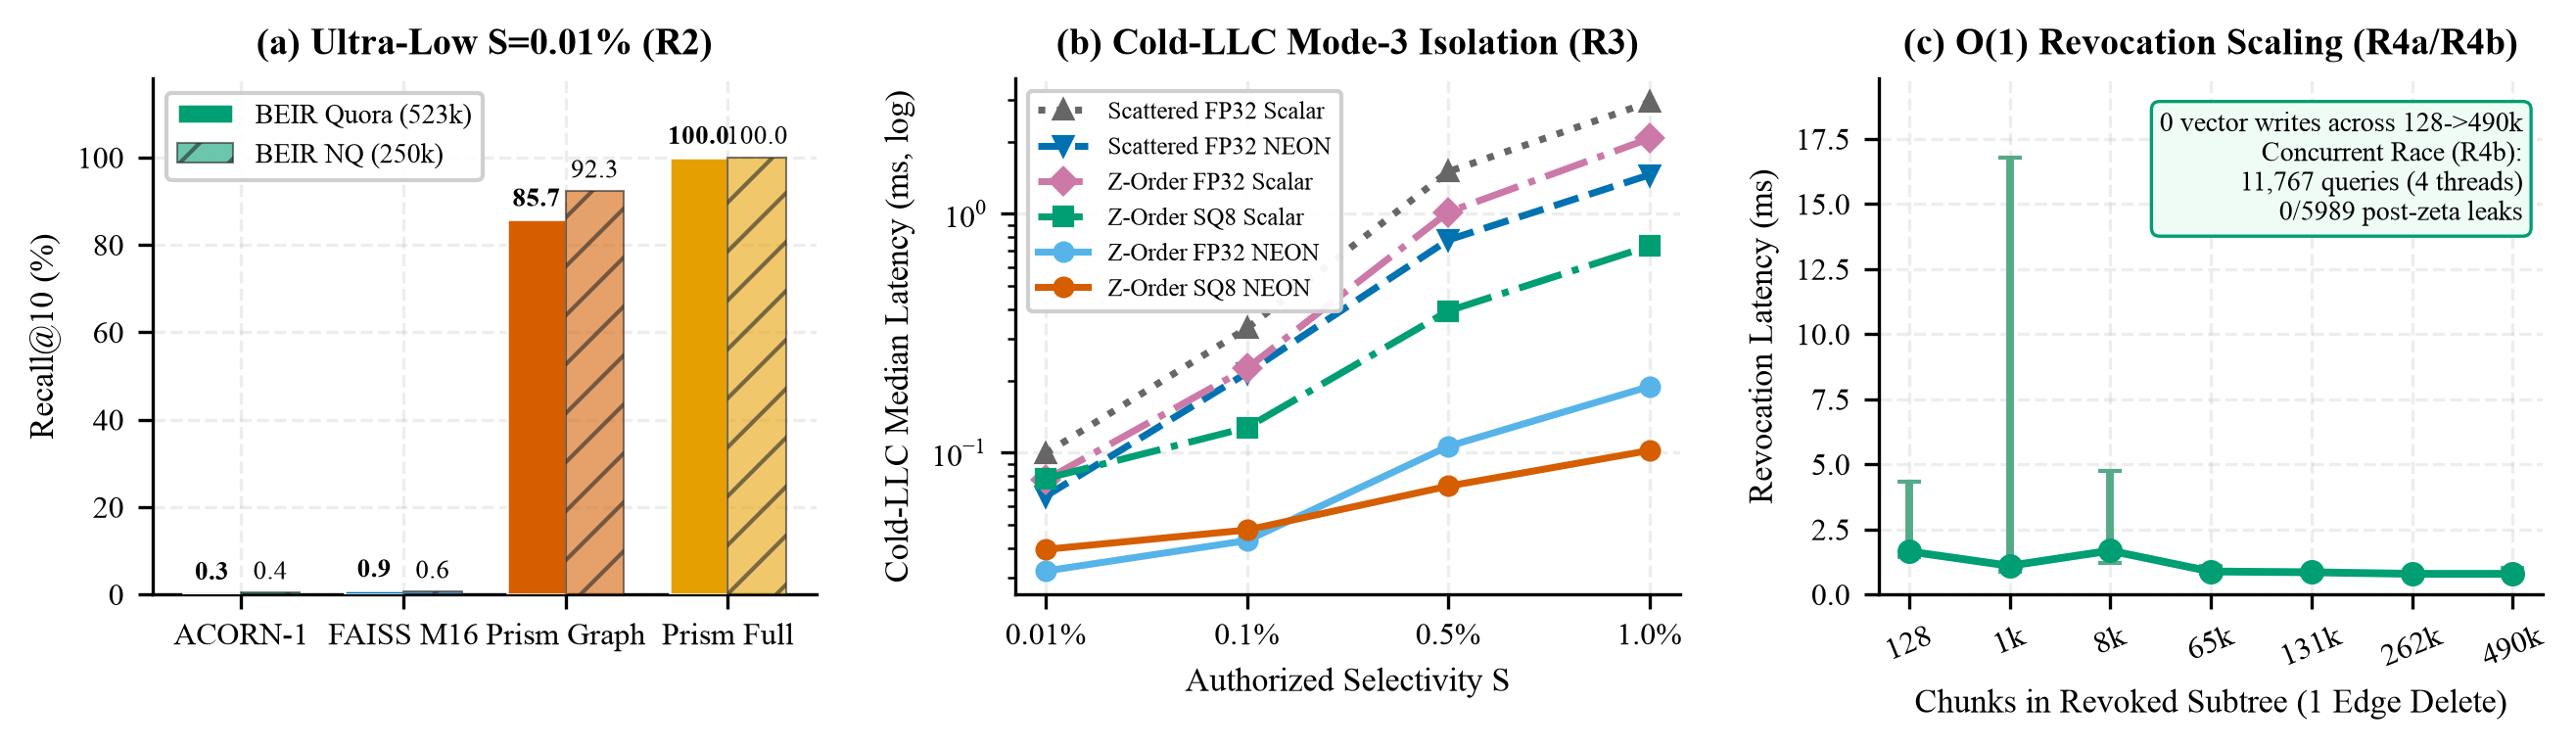 (a) Ultra-Low S=0.01% (R2)
BEIR Quora (523k)
BEIR NQ (250k)
Recall@10 (%)
100
80
60
40
20
0
0.3
0.4
0.9
0.6
85.7
92.3
100.0
100.0
ACORN-1
FAISS M16
Prism Graph
Prism Full
(b) Cold-LLC Mode-3 Isolation (R3)
Scattered FP32 Scalar
Scattered FP32 NEON
Z-Order FP32 Scalar
Z-Order SQ8 Scalar
Z-Order FP32 NEON
Z-Order SQ8 NEON
Cold-LLC Median Latency (ms, log)
10⁰
10⁻¹
0.01%
0.1%
0.5%
1.0%
Authorized Selectivity S
(c) O(1) Revocation Scaling (R4a/R4b)
0 vector writes across 128->490k
Concurrent Race (R4b):
11,767 queries (4 threads)
0/5989 post-zeta leaks
Revocation Latency (ms)
17.5
15.0
12.5
10.0
7.5
5.0
2.5
0.0
128
1k
8k
65k
131k
262k
490k
Chunks in Revoked Subtree (1 Edge Delete)